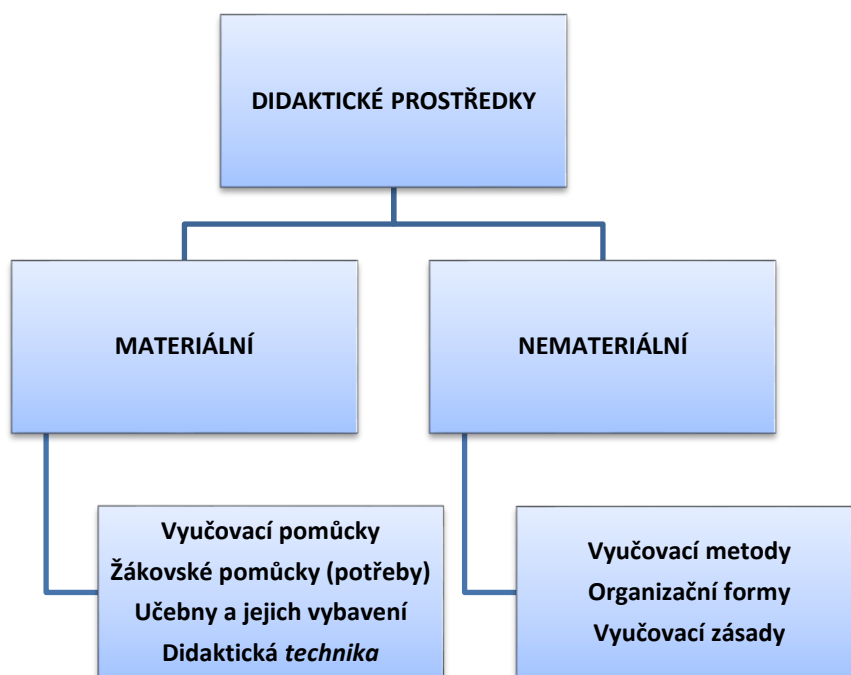 DIDAKTICKÉ PROSTŘEDKY
MATERIÁLNÍ
NEMATERIÁLNÍ
Vyučovací pomůcky
Žákovské pomůcky (potřeby)
Učebny a jejich vybavení
Didaktická technika
Vyučovací metody
Organizační formy
Vyučovací zásady